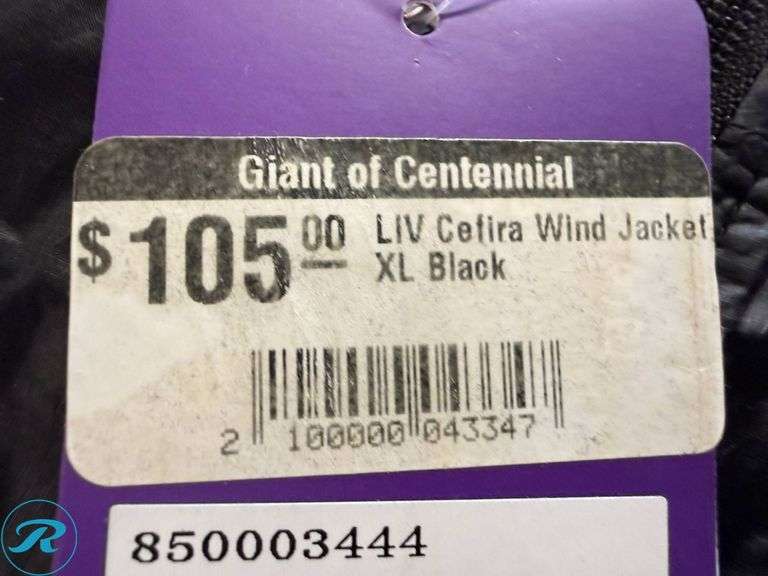 Giant of Centennial
$105.00 LIV Cefira Wind Jacket
XL Black
2 100000 043347
850003444
R